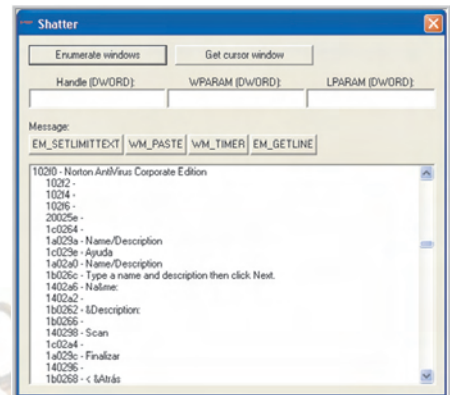 Shatter
Enumerate windows Get cursor window
Handle (DWORD): WPARAM (DWORD): LPARAM (DWORD):
Message:
EM_SETLIMITTEXT WM_PASTE WM_TIMER EM_GETLINE
102f0 - Norton AntiVirus Corporate Edition
102f2 -
102f4 -
102f6 -
20025e -
1c0264 -
1a029a - Name/Description
1c029e - Ayuda
1a02a0 - Name/Description
1b026c - Type a name and description then click Next.
1402a6 - Na&me:
1402a2 -
1b0262 - &Description:
1b0266 -
140298 - Scan
1c02a4 -
1a029c - Finalizar
140296 -
1b0268 - < &Atrás